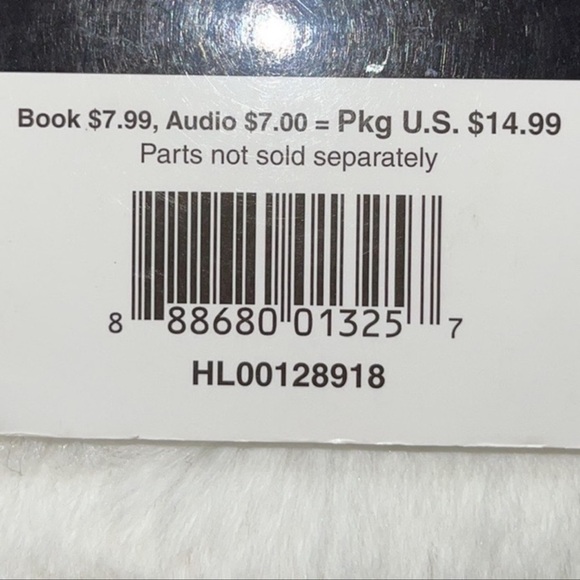 Book $7.99, Audio $7.00 = Pkg U.S. $14.99
Parts not sold separately
8 88680 01325 7
HL00128918